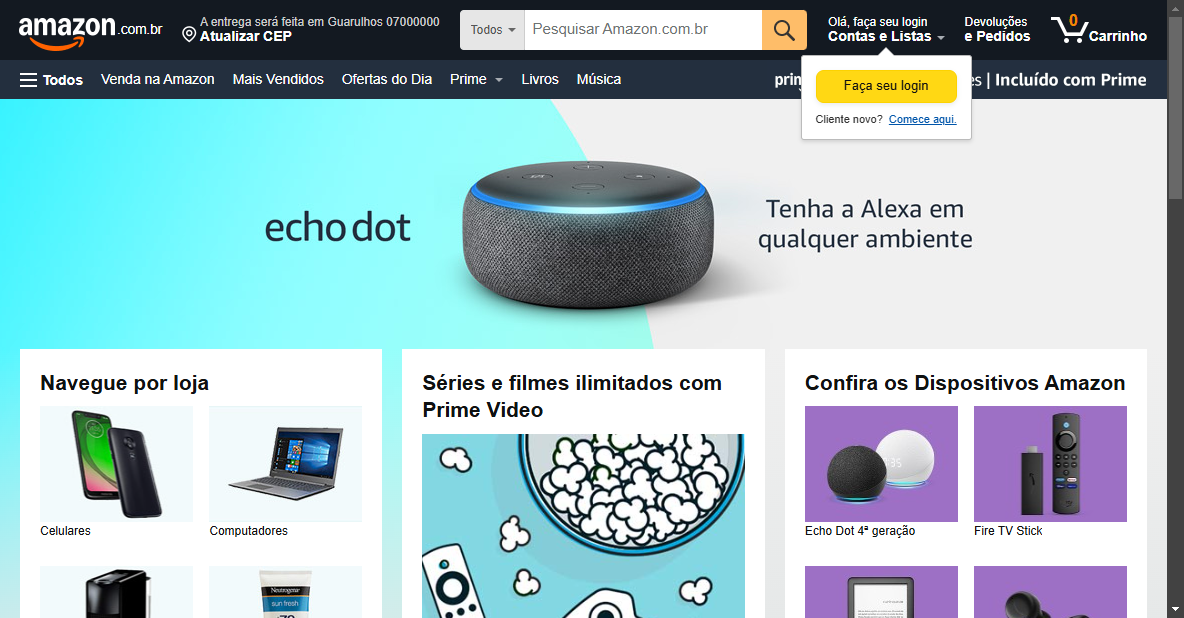 amazon.com.br
A entrega será feita em Guarulhos 07000000
Atualizar CEP
Todos
Pesquisar Amazon.com.br
Olá, faça seu login
Contas e Listas
Devoluções
e Pedidos
0
Carrinho
Todos
Venda na Amazon
Mais Vendidos
Ofertas do Dia
Prime
Livros
Música
| Incluído com Prime
Faça seu login
Cliente novo? Comece aqui.
echo dot
Tenha a Alexa em
qualquer ambiente
Navegue por loja
Celulares
Computadores
Neutrogena
sun fresh
70
Séries e filmes ilimitados com
Prime Video
Confira os Dispositivos Amazon
Echo Dot 4ª geração
Fire TV Stick